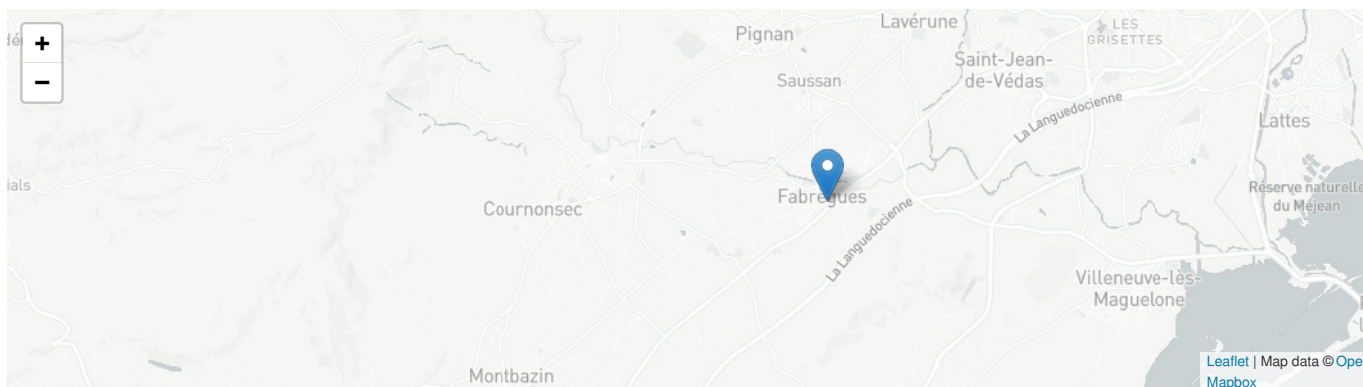 +
−
Lavérune
LES
GRISETTES
Pignan
Saint-Jean-
de-Védas
Saussan
La Languedocienne
Lattes
ials
Réserve naturelle
du Méjean
Fabrègues
Cournonsec
La Languedocienne
Villeneuve-lès-
Maguelone
Montbazin
Leaflet | Map data © Ope
Mapbox